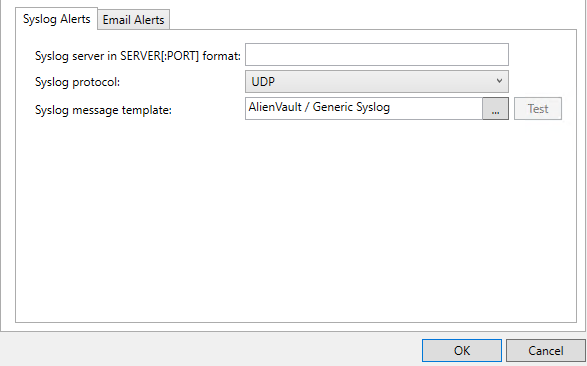 Syslog Alerts Email Alerts
Syslog server in SERVER[:PORT] format:
Syslog protocol: UDP
Syslog message template: AlienVault / Generic Syslog ... Test
OK Cancel